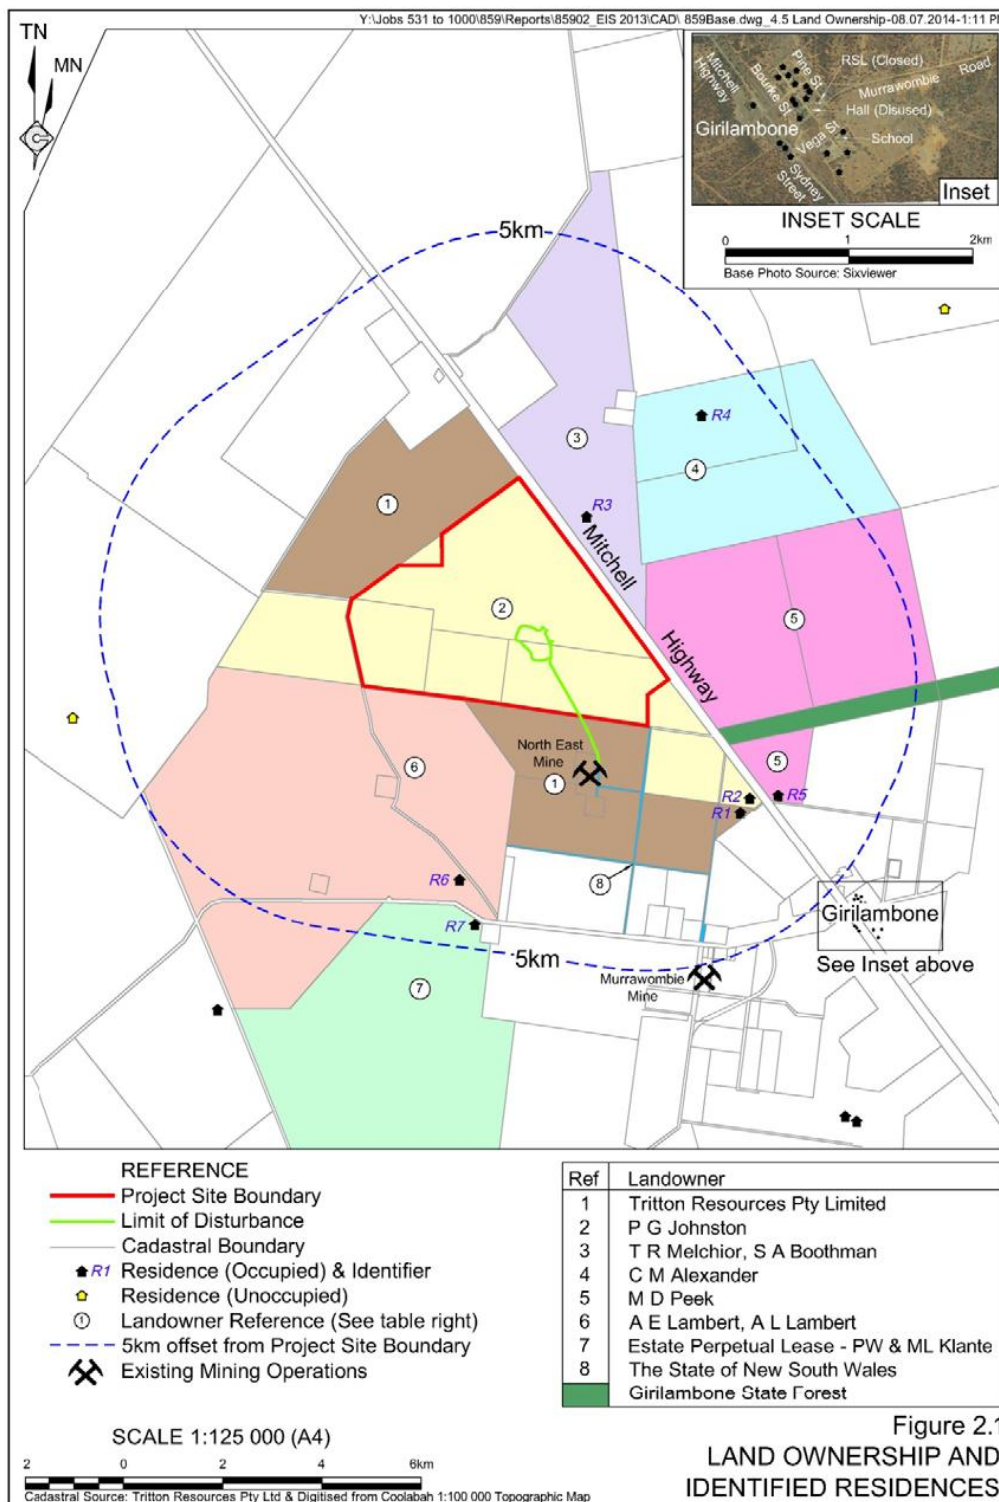 Y:\Jobs 531 to 1000\859\Reports\85902_EIS 2013\CAD\ 859Base.dwg_4.5 Land Ownership-08.07.2014-1:11 P
TN
MN
Mitchell
Highway
Pine St
Bourke St
RSL (Closed)
Murrawombie Road
Hall (Disused)
Girilambone
Vega St
School
Sydney
Street
Inset
INSET SCALE
0 1 2km
Base Photo Source: Sixviewer
5km
R4
3
4
1
R3
Mitchell
2
5
Highway
North East
Mine
6
1
5
R2
R5
R1
R6
8
Girilambone
R7
5km
See Inset above
Murrawombie
Mine
7
REFERENCE
Project Site Boundary
Limit of Disturbance
Cadastral Boundary
R1 Residence (Occupied) & Identifier
Residence (Unoccupied)
1 Landowner Reference (See table right)
5km offset from Project Site Boundary
Existing Mining Operations
Ref Landowner
1 Tritton Resources Pty Limited
2 P G Johnston
3 T R Melchior, S A Boothman
4 C M Alexander
5 M D Peek
6 A E Lambert, A L Lambert
7 Estate Perpetual Lease - PW & ML Klante
8 The State of New South Wales
Girilambone State Forest
SCALE 1:125 000 (A4)
2 0 2 4 6km
Cadastral Source: Tritton Resources Pty Ltd & Digitised from Coolabah 1:100 000 Topographic Map
Figure 2.1
LAND OWNERSHIP AND
IDENTIFIED RESIDENCES